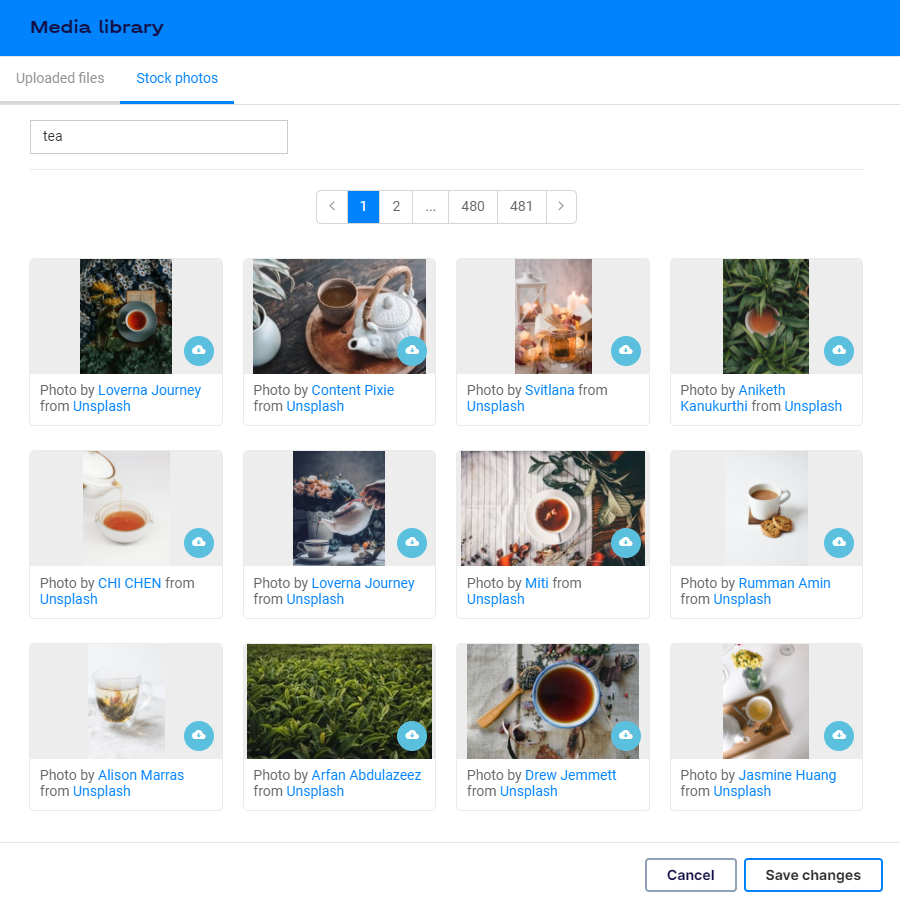 Media library
Uploaded files
Stock photos
tea
1
2
...
480
481
Photo by Loverna Journey
from Unsplash
Photo by Content Pixie
from Unsplash
Photo by Svitlana from
Unsplash
Photo by Aniketh
Kanukurthi from Unsplash
Photo by CHI CHEN from
Unsplash
Photo by Loverna Journey
from Unsplash
Photo by Miti from
Unsplash
Photo by Rumman Amin
from Unsplash
Photo by Alison Marras
from Unsplash
Photo by Arfan Abdulazeez
from Unsplash
Photo by Drew Jemmett
from Unsplash
Photo by Jasmine Huang
from Unsplash
Cancel
Save changes